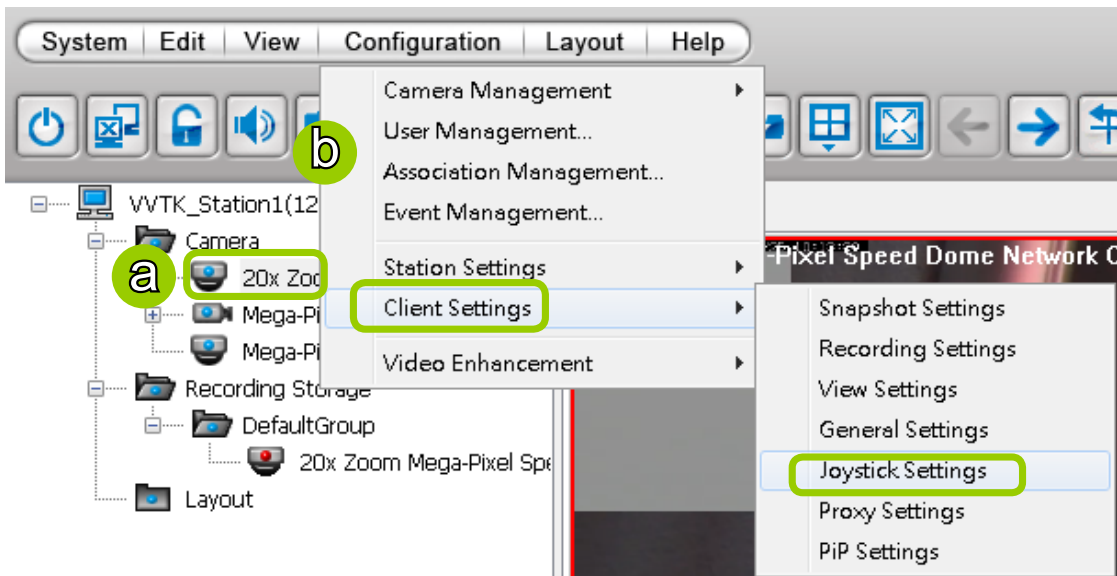 System Edit View Configuration Layout Help
Camera Management
User Management...
Association Management...
Event Management...
Station Settings
Client Settings
Video Enhancement
b
a
VVTK_Station1(12
Camera
20x Zoo
Mega-Pi
Mega-Pi
Recording Storage
DefaultGroup
20x Zoom Mega-Pixel Spe
Layout
-Pixel Speed Dome Network C
Snapshot Settings
Recording Settings
View Settings
General Settings
Joystick Settings
Proxy Settings
PiP Settings